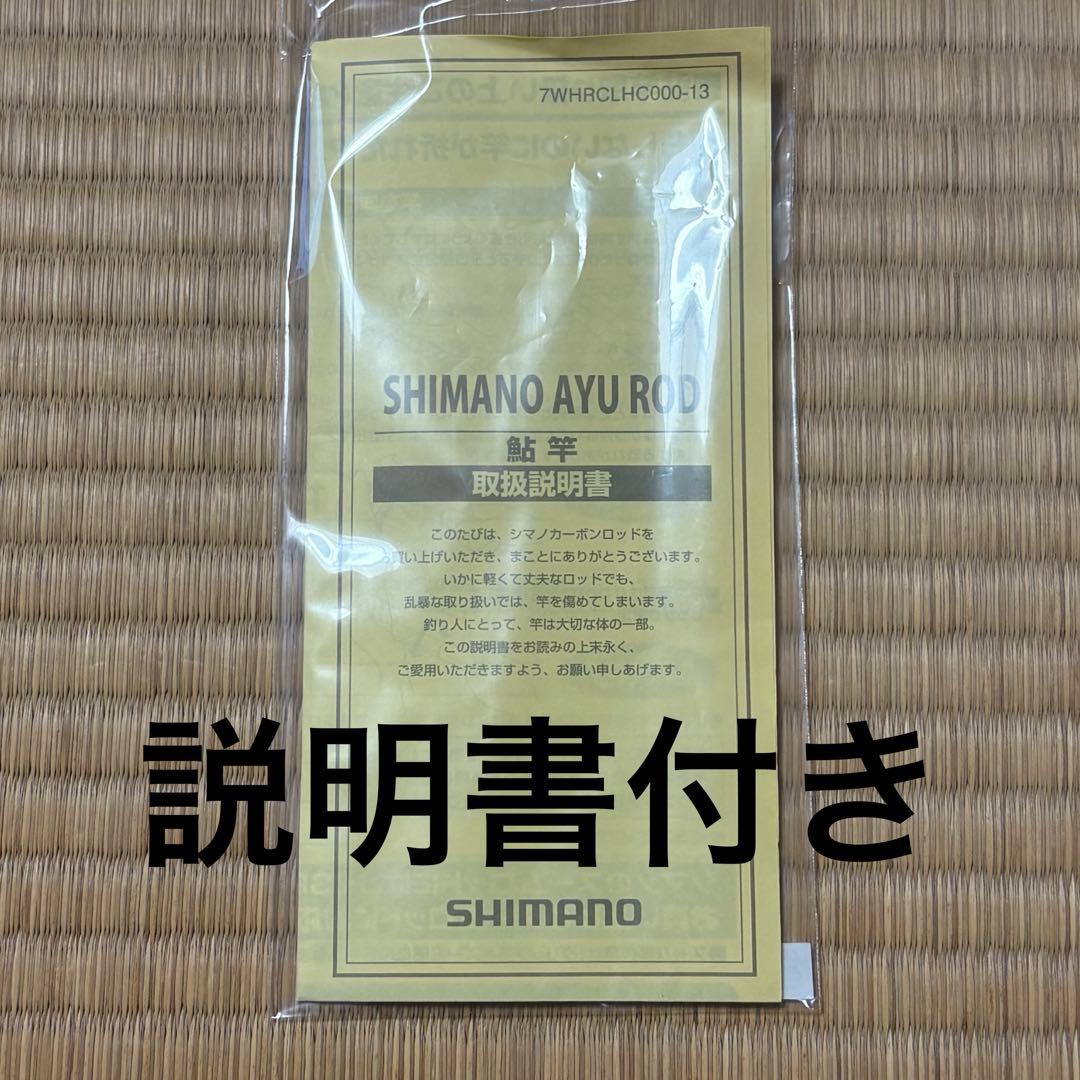 7WHRCLHC000-13
SHIMANO AYU ROD
鮎竿
取扱説明書
このたびは、シマノカーボンロッドを
お買い上げいただき、まことにありがとうございます。
いかに軽くて丈夫なロッドでも、
乱暴な取り扱いでは、竿を傷めてしまいます。
釣り人にとって、竿は大切な体の一部。
この説明書をお読みの上末永く、
ご愛用いただきますよう、お願い申しあげます。
説明書付き
SHIMANO